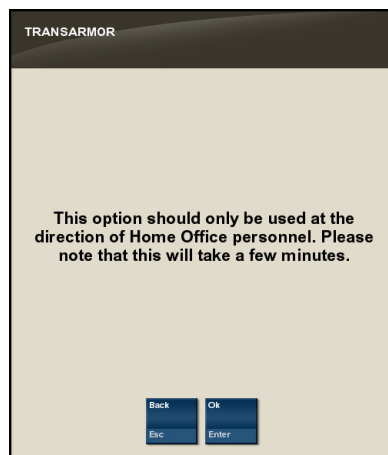 TRANSARMOR
This option should only be used at the
direction of Home Office personnel. Please
note that this will take a few minutes.
Back Ok
Esc Enter